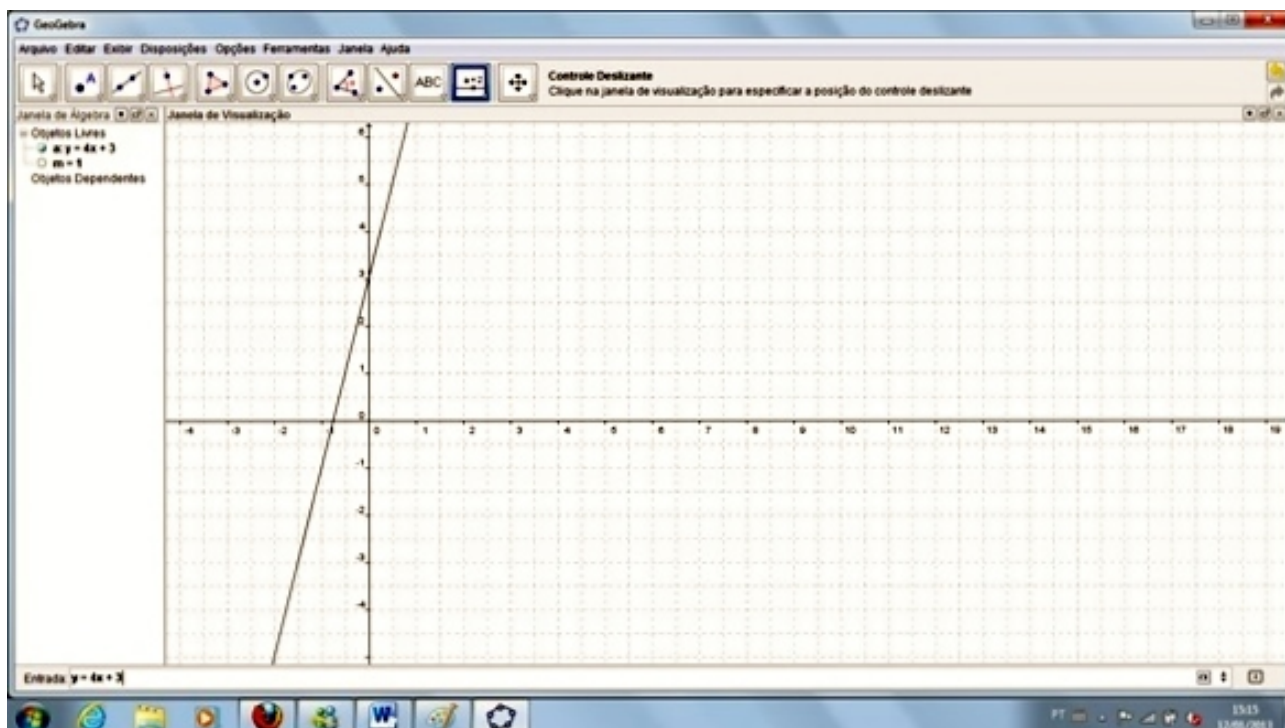 GeoGebra
Arquivo Editar Exibir Disposições Opções Ferramentas Janela Ajuda
A
ABC
a=2
Controle Deslizante
Clique na janela de visualização para especificar a posição do controle deslizante
Janela de Álgebra
Janela de Visualização
Objetos Livres
a: y = 4x + 3
m = 1
Objetos Dependentes
6
5
4
3
2
1
0
-4 -3 -2 -1 0 1 2 3 4 5 6 7 8 9 10 11 12 13 14 15 16 17 18 19
-1
-2
-3
-4
Entrada: y = 4x + 3
W
PT
15:15